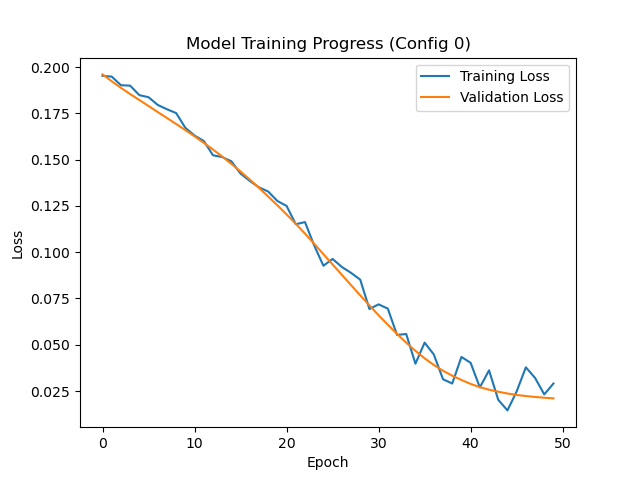 Model Training Progress (Config 0)
Training Loss
Validation Loss
0.200
0.175
0.150
0.125
0.100
0.075
0.050
0.025
Loss
0 10 20 30 40 50
Epoch